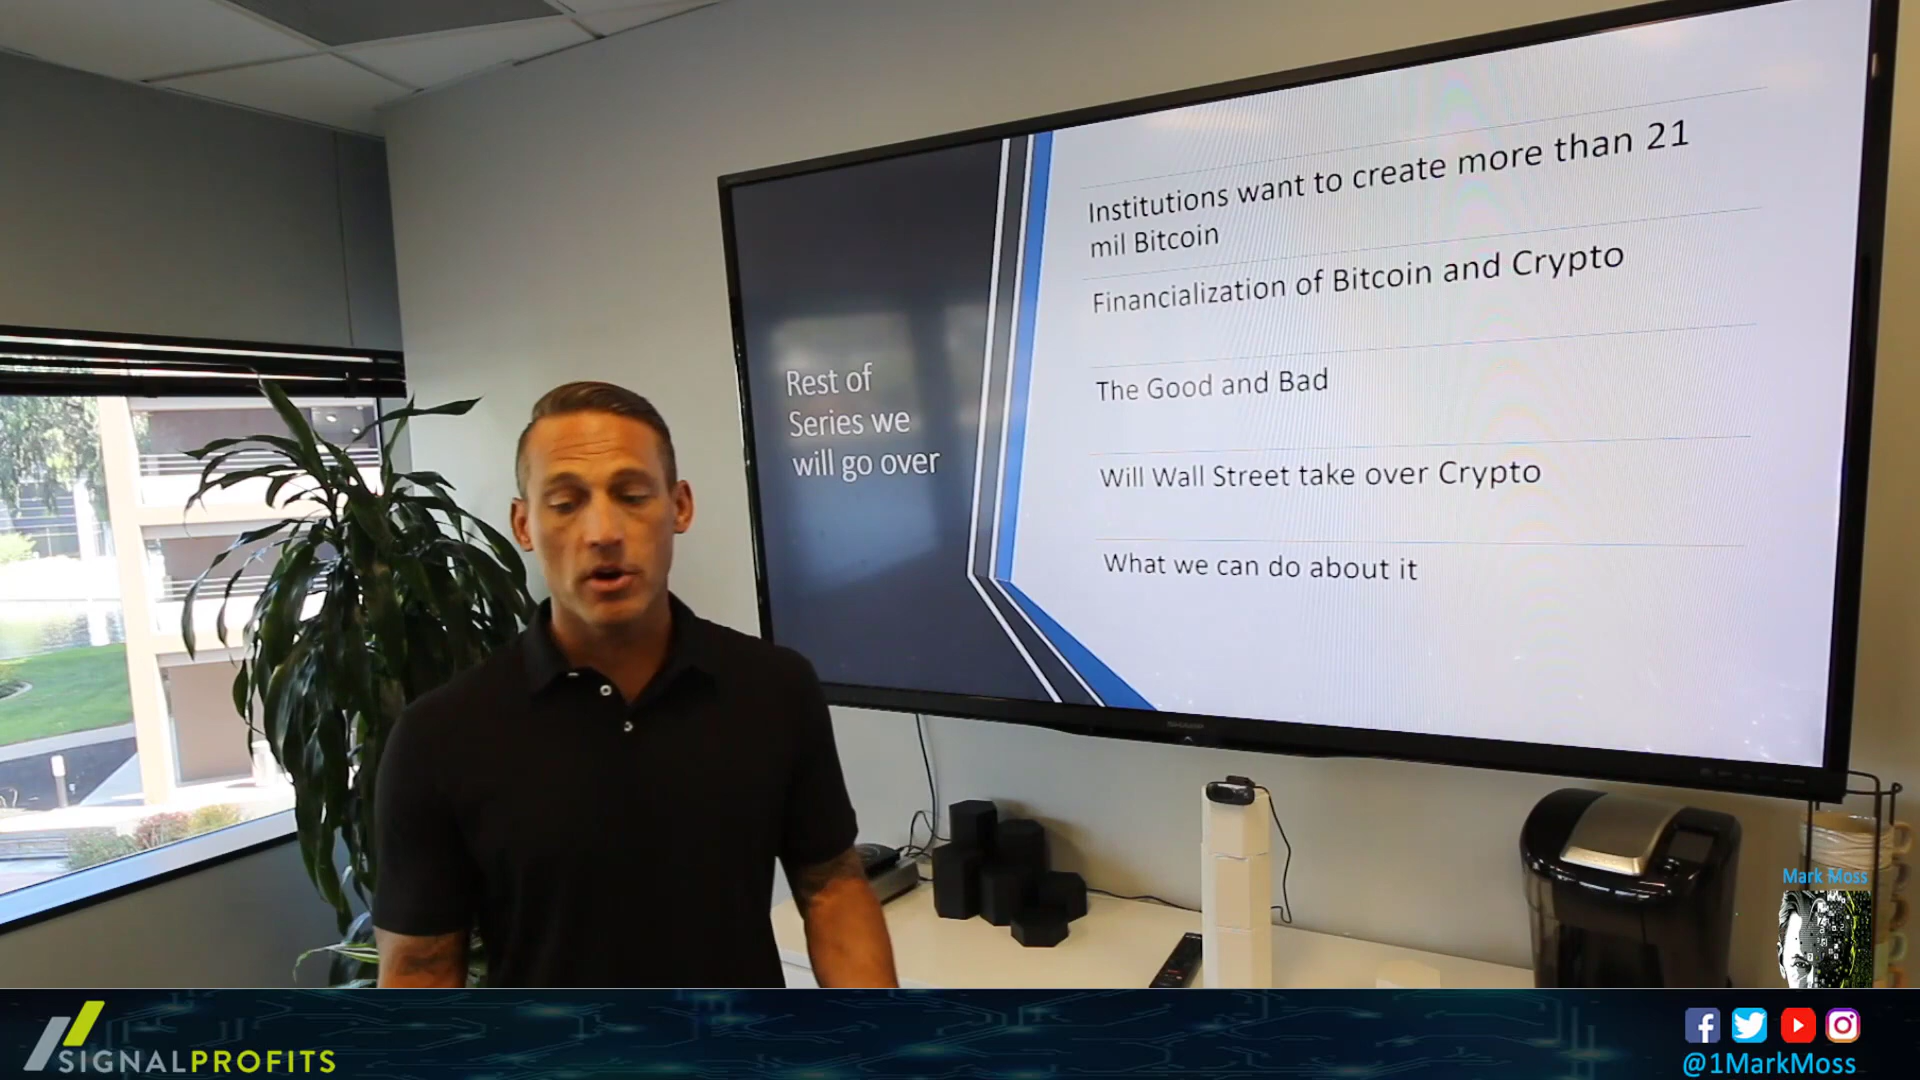 Rest of
Series we
will go over
Institutions want to create more than 21
mil Bitcoin
Financialization of Bitcoin and Crypto
The Good and Bad
Will Wall Street take over Crypto
What we can do about it
SHARP
Mark Moss
SIGNALPROFITS
@1MarkMoss